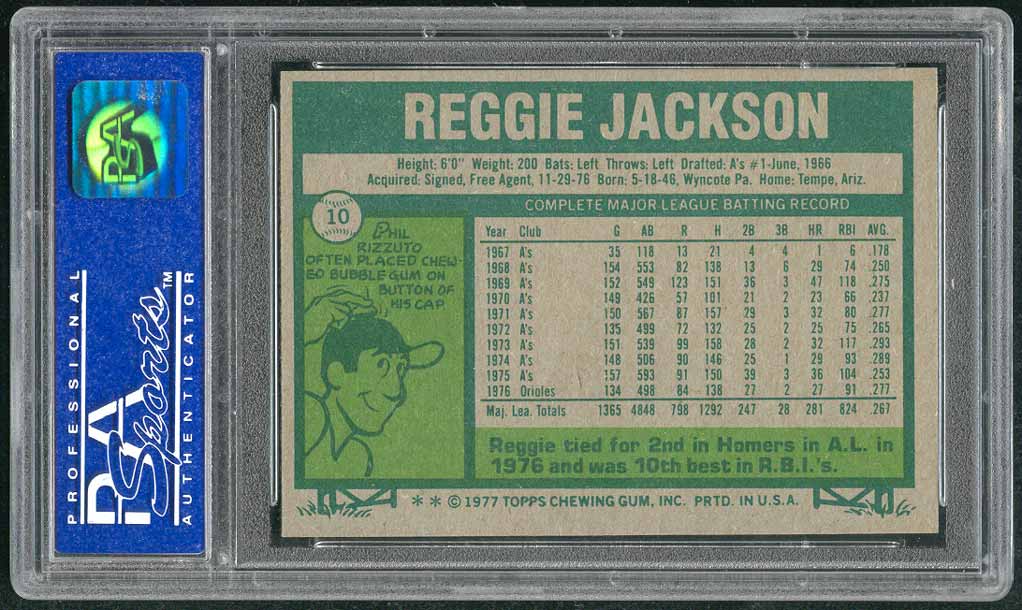 PSA
PROFESSIONAL
PSA Sports™
AUTHENTICATOR
REGGIE JACKSON
Height: 6'0" Weight: 200 Bats: Left Throws: Left Drafted: A's #1-June, 1966
Acquired: Signed, Free Agent, 11-29-76 Born: 5-18-46, Wyncote Pa. Home: Tempe, Ariz.
10
PHIL
RIZZUTO
OFTEN PLACED CHEW-
ED BUBBLE GUM ON
BUTTON OF
HIS CAP
COMPLETE MAJOR LEAGUE BATTING RECORD
Year Club G AB R H 2B 3B HR RBI AVG.
1967 A's 35 118 13 21 4 4 1 6 .178
1968 A's 154 553 82 138 13 6 29 74 .250
1969 A's 152 549 123 151 36 3 47 118 .275
1970 A's 149 426 57 101 21 2 23 66 .237
1971 A's 150 567 87 157 29 3 32 80 .277
1972 A's 135 499 72 132 25 2 25 75 .265
1973 A's 151 539 99 158 28 2 32 117 .293
1974 A's 148 506 90 146 25 1 29 93 .289
1975 A's 157 593 91 150 39 3 36 104 .253
1976 Orioles 134 498 84 138 27 2 27 91 .277
Maj. Lea. Totals 1365 4848 798 1292 247 28 281 824 .267
Reggie tied for 2nd in Homers in A.L. in
1976 and was 10th best in R.B.I.'s.
** © 1977 TOPPS CHEWING GUM, INC. PRTD. IN U.S.A.